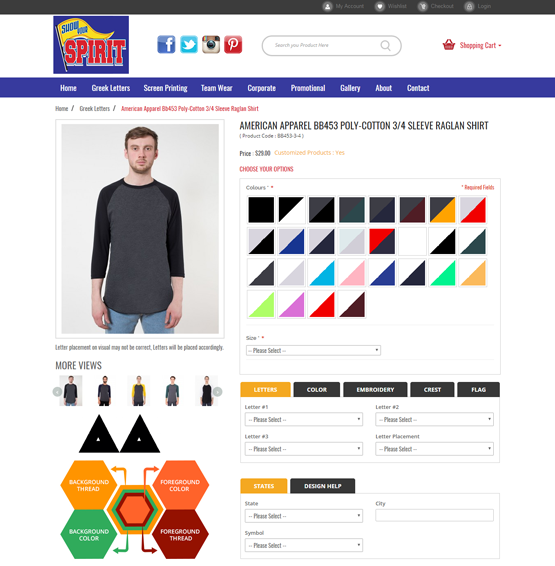 My Account
Wishlist
Checkout
Login
SHOW YOUR
SPIRIT
Search you Product Here
Shopping Cart
Home
Greek Letters
Screen Printing
Team Wear
Corporate
Promotional
Gallery
About
Contact
Home / Greek Letters / American Apparel Bb453 Poly-Cotton 3/4 Sleeve Raglan Shirt
AMERICAN APPAREL BB453 POLY-COTTON 3/4 SLEEVE RAGLAN SHIRT
( Product Code : BB453-3-4 )
Price : $29.00 Customized Products : Yes
CHOOSE YOUR OPTIONS
Colours * *
* Required Fields
Size * *
-- Please Select --
Letter placement on visual may not be correct, Letters will be placed accordingly.
MORE VIEWS
LETTERS
COLOR
EMBROIDERY
CREST
FLAG
Letter #1
Letter #2
-- Please Select --
-- Please Select --
Letter #3
Letter Placement
-- Please Select --
-- Please Select --
BACKGROUND
THREAD
FOREGROUND
COLOR
BACKGROUND
COLOR
FOREGROUND
THREAD
STATES
DESIGN HELP
State
City
-- Please Select --
Symbol
-- Please Select --